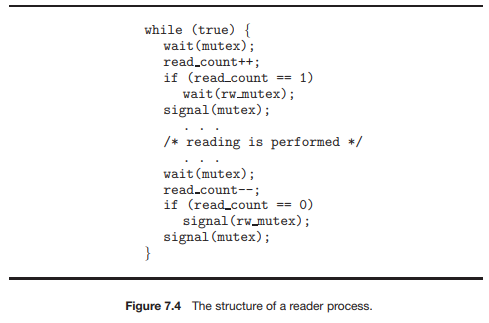 while (true) {
wait(mutex);
read_count++;
if (read_count == 1)
wait(rw_mutex);
signal(mutex);
. . .
/* reading is performed */
. . .
wait(mutex);
read_count--;
if (read_count == 0)
signal(rw_mutex);
signal(mutex);
}
Figure 7.4 The structure of a reader process.